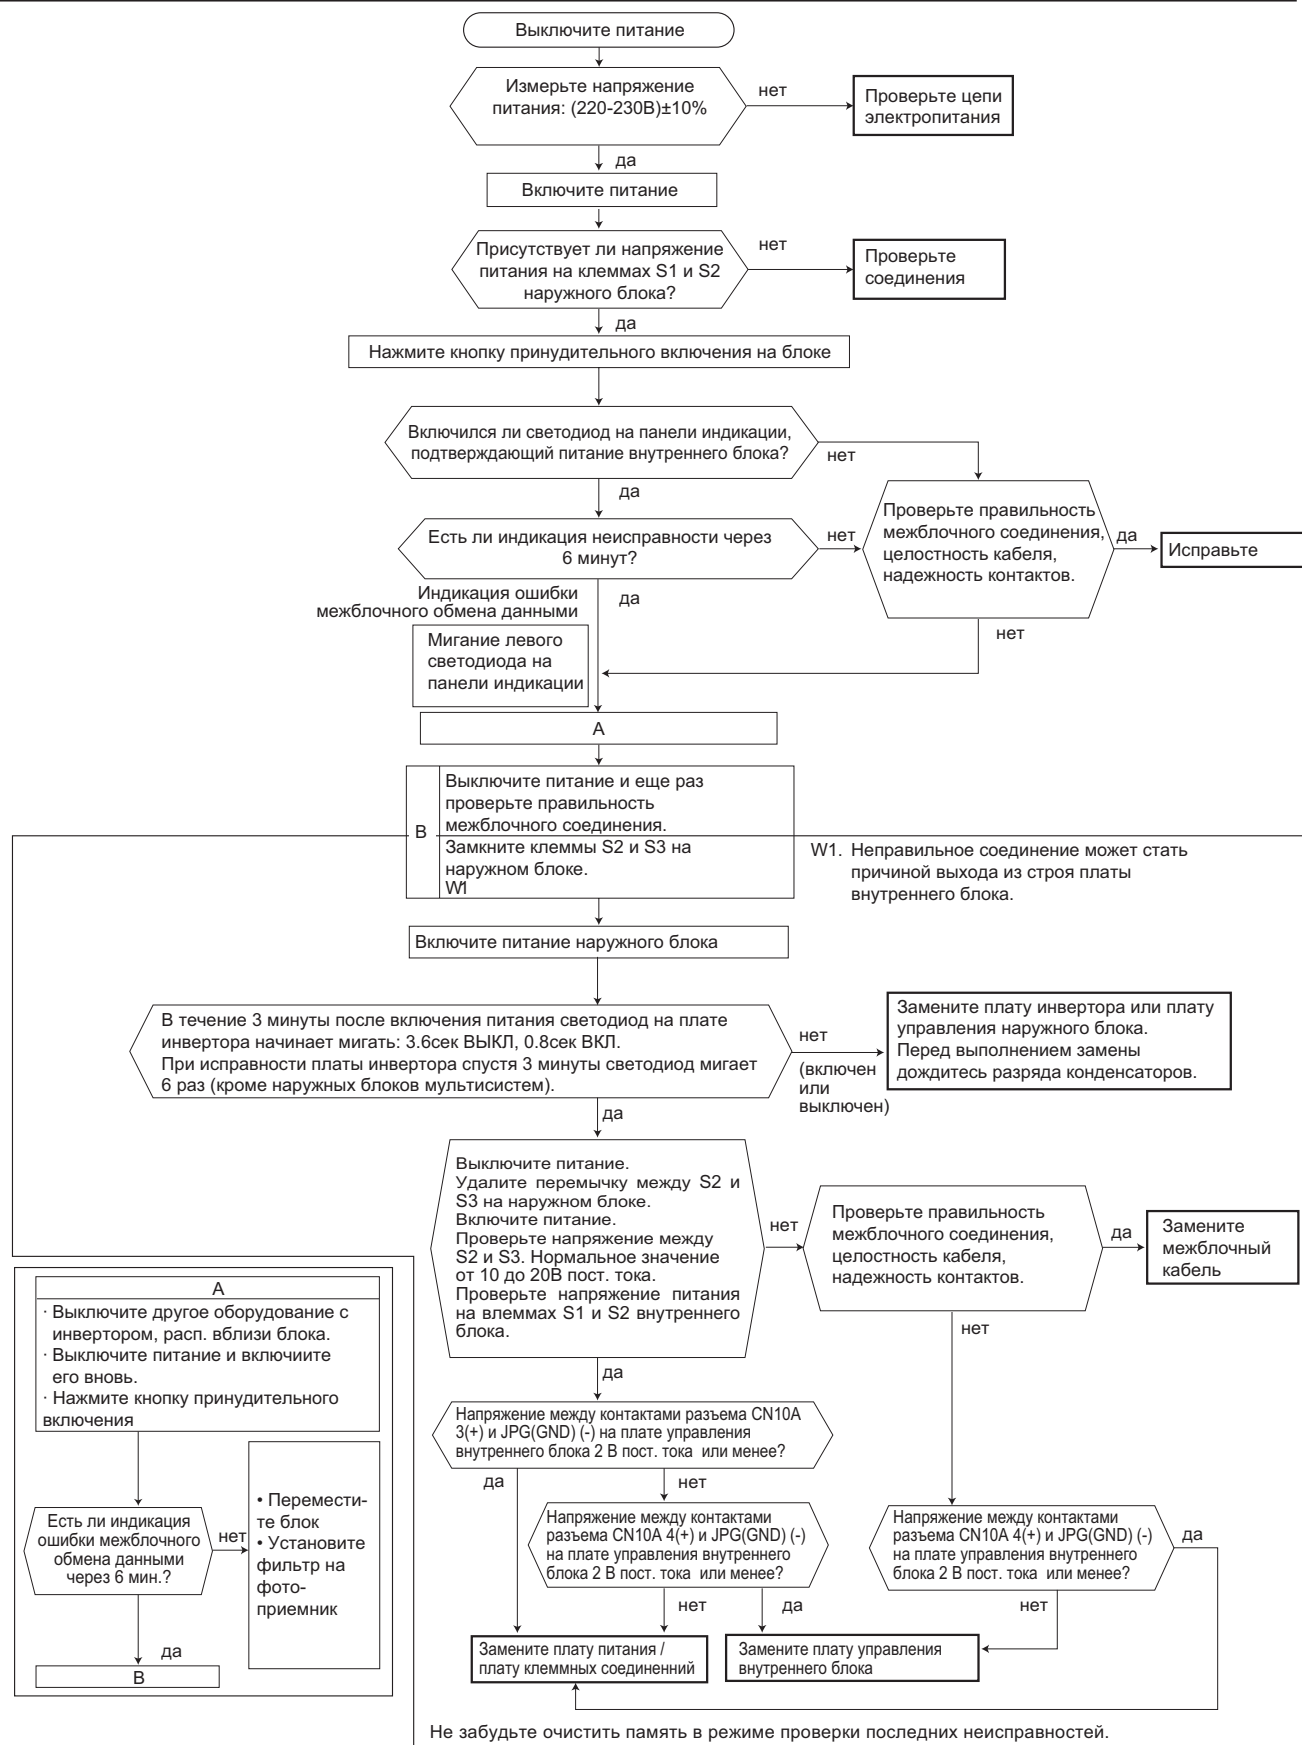 Выключите питание
Измерьте напряжение
питания: (220-230В)±10%
нет
Проверьте цепи
электропитания
да
Включите питание
Присутствует ли напряжение
питания на клеммах S1 и S2
наружного блока?
нет
Проверьте
соединения
да
Нажмите кнопку принудительного включения на блоке
Включился ли светодиод на панели индикации,
подтверждающий питание внутреннего блока?
нет
да
Есть ли индикация неисправности через
6 минут?
нет
Проверьте правильность
межблочного соединения,
целостность кабеля,
надежность контактов.
да
Исправьте
Индикация ошибки
межблочного обмена данными
да
нет
Мигание левого
светодиода на
панели индикации
A
B
Выключите питание и еще раз
проверьте правильность
межблочного соединения.
Замкните клеммы S2 и S3 на
наружном блоке.
W1
W1. Неправильное соединение может стать
причиной выхода из строя платы
внутреннего блока.
Включите питание наружного блока
В течение 3 минуты после включения питания светодиод на плате
инвертора начинает мигать: 3.6сек ВЫКЛ, 0.8сек ВКЛ.
При исправности платы инвертора спустя 3 минуты светодиод мигает
6 раз (кроме наружных блоков мультисистем).
нет
(включен
или
выключен)
Замените плату инвертора или плату
управления наружного блока.
Перед выполнением замены
дождитесь разряда конденсаторов.
да
Выключите питание.
Удалите перемычку между S2 и
S3 на наружном блоке.
Включите питание.
Проверьте напряжение между
S2 и S3. Нормальное значение
от 10 до 20В пост. тока.
Проверьте напряжение питания
на влеммах S1 и S2 внутреннего
блока.
нет
Проверьте правильность
межблочного соединения,
целостность кабеля,
надежность контактов.
да
Замените
межблочный
кабель
нет
да
A
· Выключите другое оборудование с
инвертором, расп. вблизи блока.
· Выключите питание и включиите
его вновь.
· Нажмите кнопку принудительного
включения
Есть ли индикация
ошибки межблочного
обмена данными
через 6 мин.?
нет
• Перемести-
те блок
• Установите
фильтр на
фото-
приемник
да
B
Напряжение между контактами разъема CN10A
3(+) и JPG(GND) (-) на плате управления
внутреннего блока 2 В пост. тока или менее?
да
нет
Напряжение между контактами
разъема CN10A 4(+) и JPG(GND) (-)
на плате управления внутреннего
блока 2 В пост. тока или менее?
Напряжение между контактами
разъема CN10A 4(+) и JPG(GND) (-)
на плате управления внутреннего
блока 2 В пост. тока или менее?
да
нет
да
нет
Замените плату питания /
плату клеммных соединенний
Замените плату управления
внутреннего блока
Не забудьте очистить память в режиме проверки последних неисправностей.